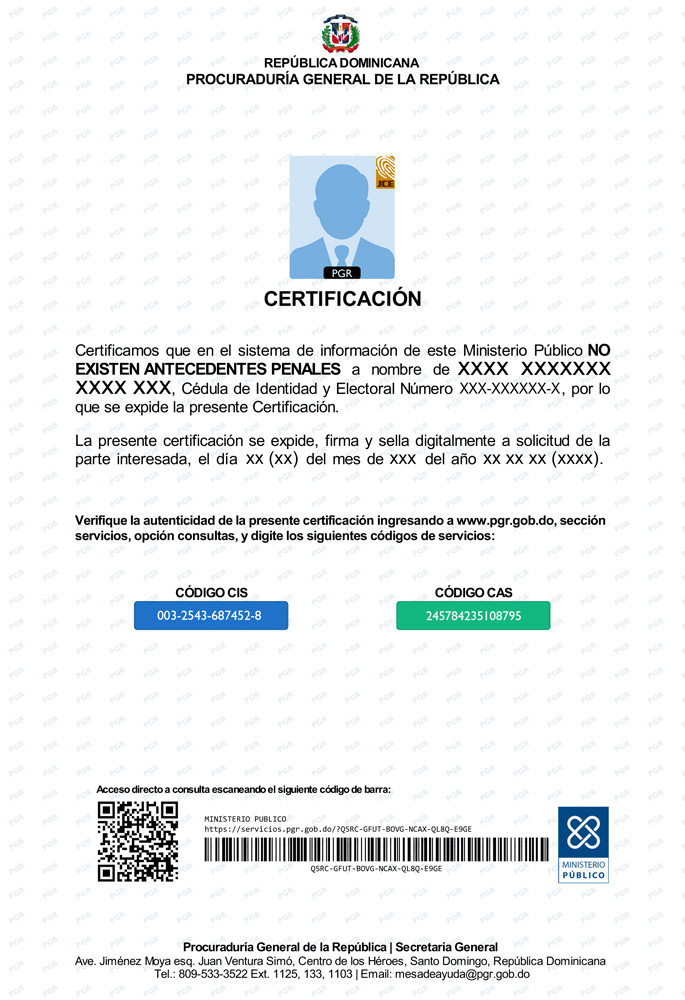 REPÚBLICA DOMINICANA
PROCURADURÍA GENERAL DE LA REPÚBLICA
JCE
PGR
CERTIFICACIÓN
Certificamos que en el sistema de información de este Ministerio Público NO
EXISTEN ANTECEDENTES PENALES a nombre de XXXX XXXXXXX
XXXX XXX, Cédula de Identidad y Electoral Número XXX-XXXXXX-X, por lo
que se expide la presente Certificación.
La presente certificación se expide, firma y sella digitalmente a solicitud de la
parte interesada, el día xx (xx) del mes de xxx del año xx xx xx (xxxx).
Verifique la autenticidad de la presente certificación ingresando a www.pgr.gob.do, sección
servicios, opción consultas, y digite los siguientes códigos de servicios:
CÓDIGO CIS CÓDIGO CAS
003-2543-687452-8 245784235108795
Acceso directo a consulta escaneando el siguiente código de barra:
MINISTERIO PUBLICO
https://servicios.pgr.gob.do/?Q5RC-GFUT-BOVG-NCAX-QL8Q-E9GE
Q5RC-GFUT-BOVG-NCAX-QL8Q-E9GE
MINISTERIO
PÚBLICO
Procuraduría General de la República | Secretaría General
Ave. Jiménez Moya esq. Juan Ventura Simó, Centro de los Héroes, Santo Domingo, República Dominicana
Tel.: 809-533-3522 Ext. 1125, 133, 1103 | Email: mesadeayuda@pgr.gob.do